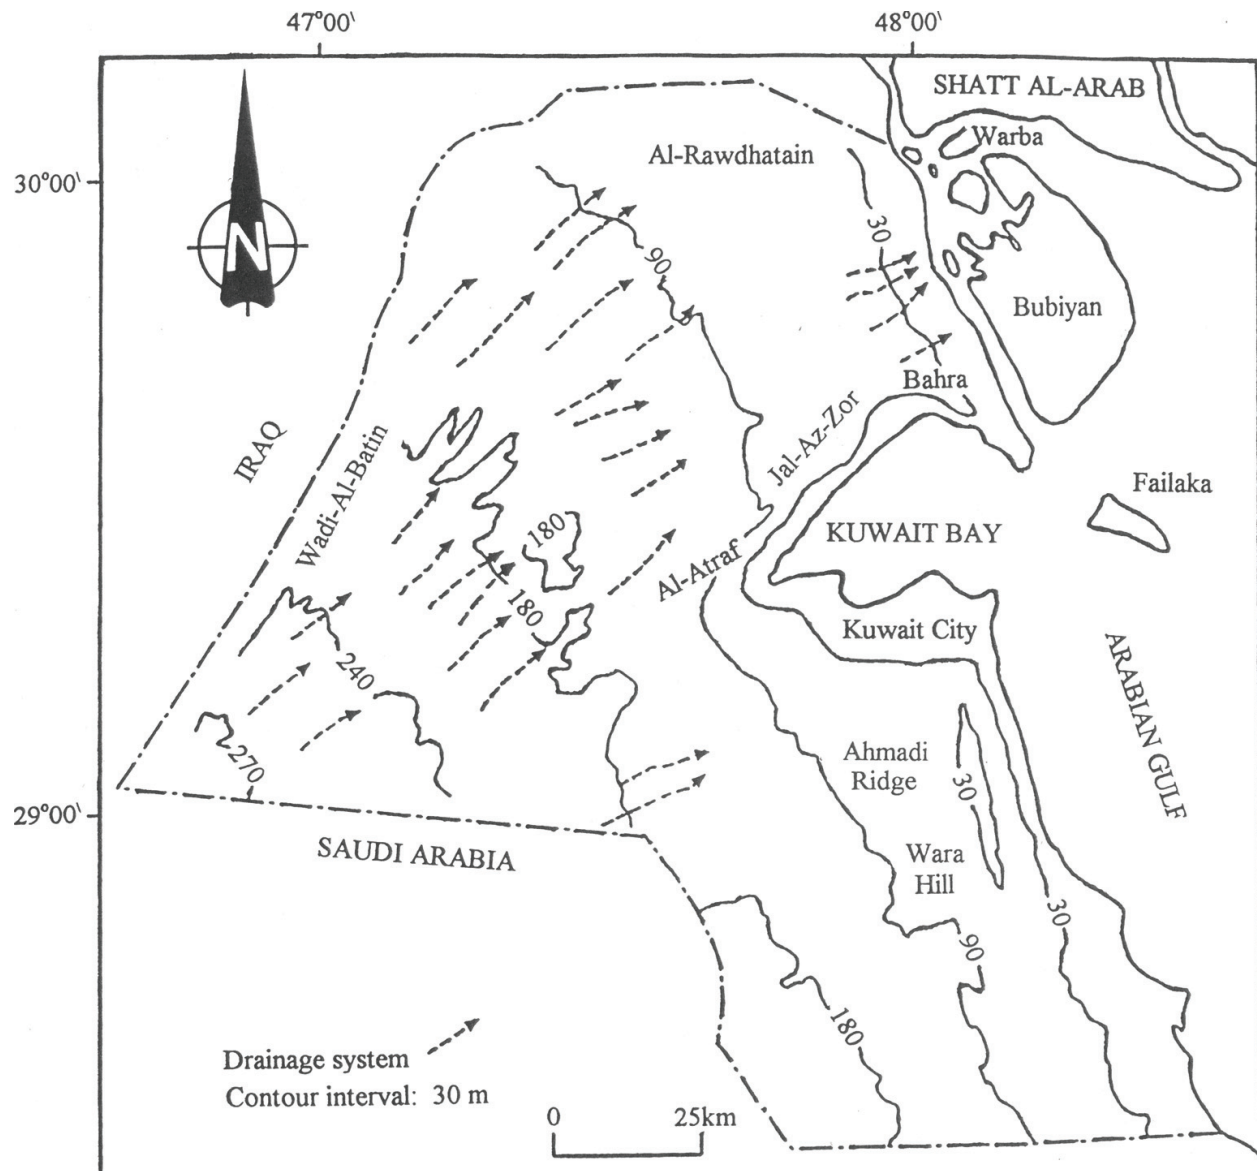 47°00'
48°00'
SHATT AL-ARAB
Warba
Al-Rawdhatain
30°00'
N
30
90
Bubiyan
Bahra
Jal-Az-Zor
IRAQ
Wadi-Al-Batin
Failaka
180
KUWAIT BAY
Al-Atraf
180
Kuwait City
240
ARABIAN GULF
270
Ahmadi
Ridge
30
29°00'
SAUDI ARABIA
Wara
Hill
30
90
180
Drainage system
Contour interval: 30 m
0
25km